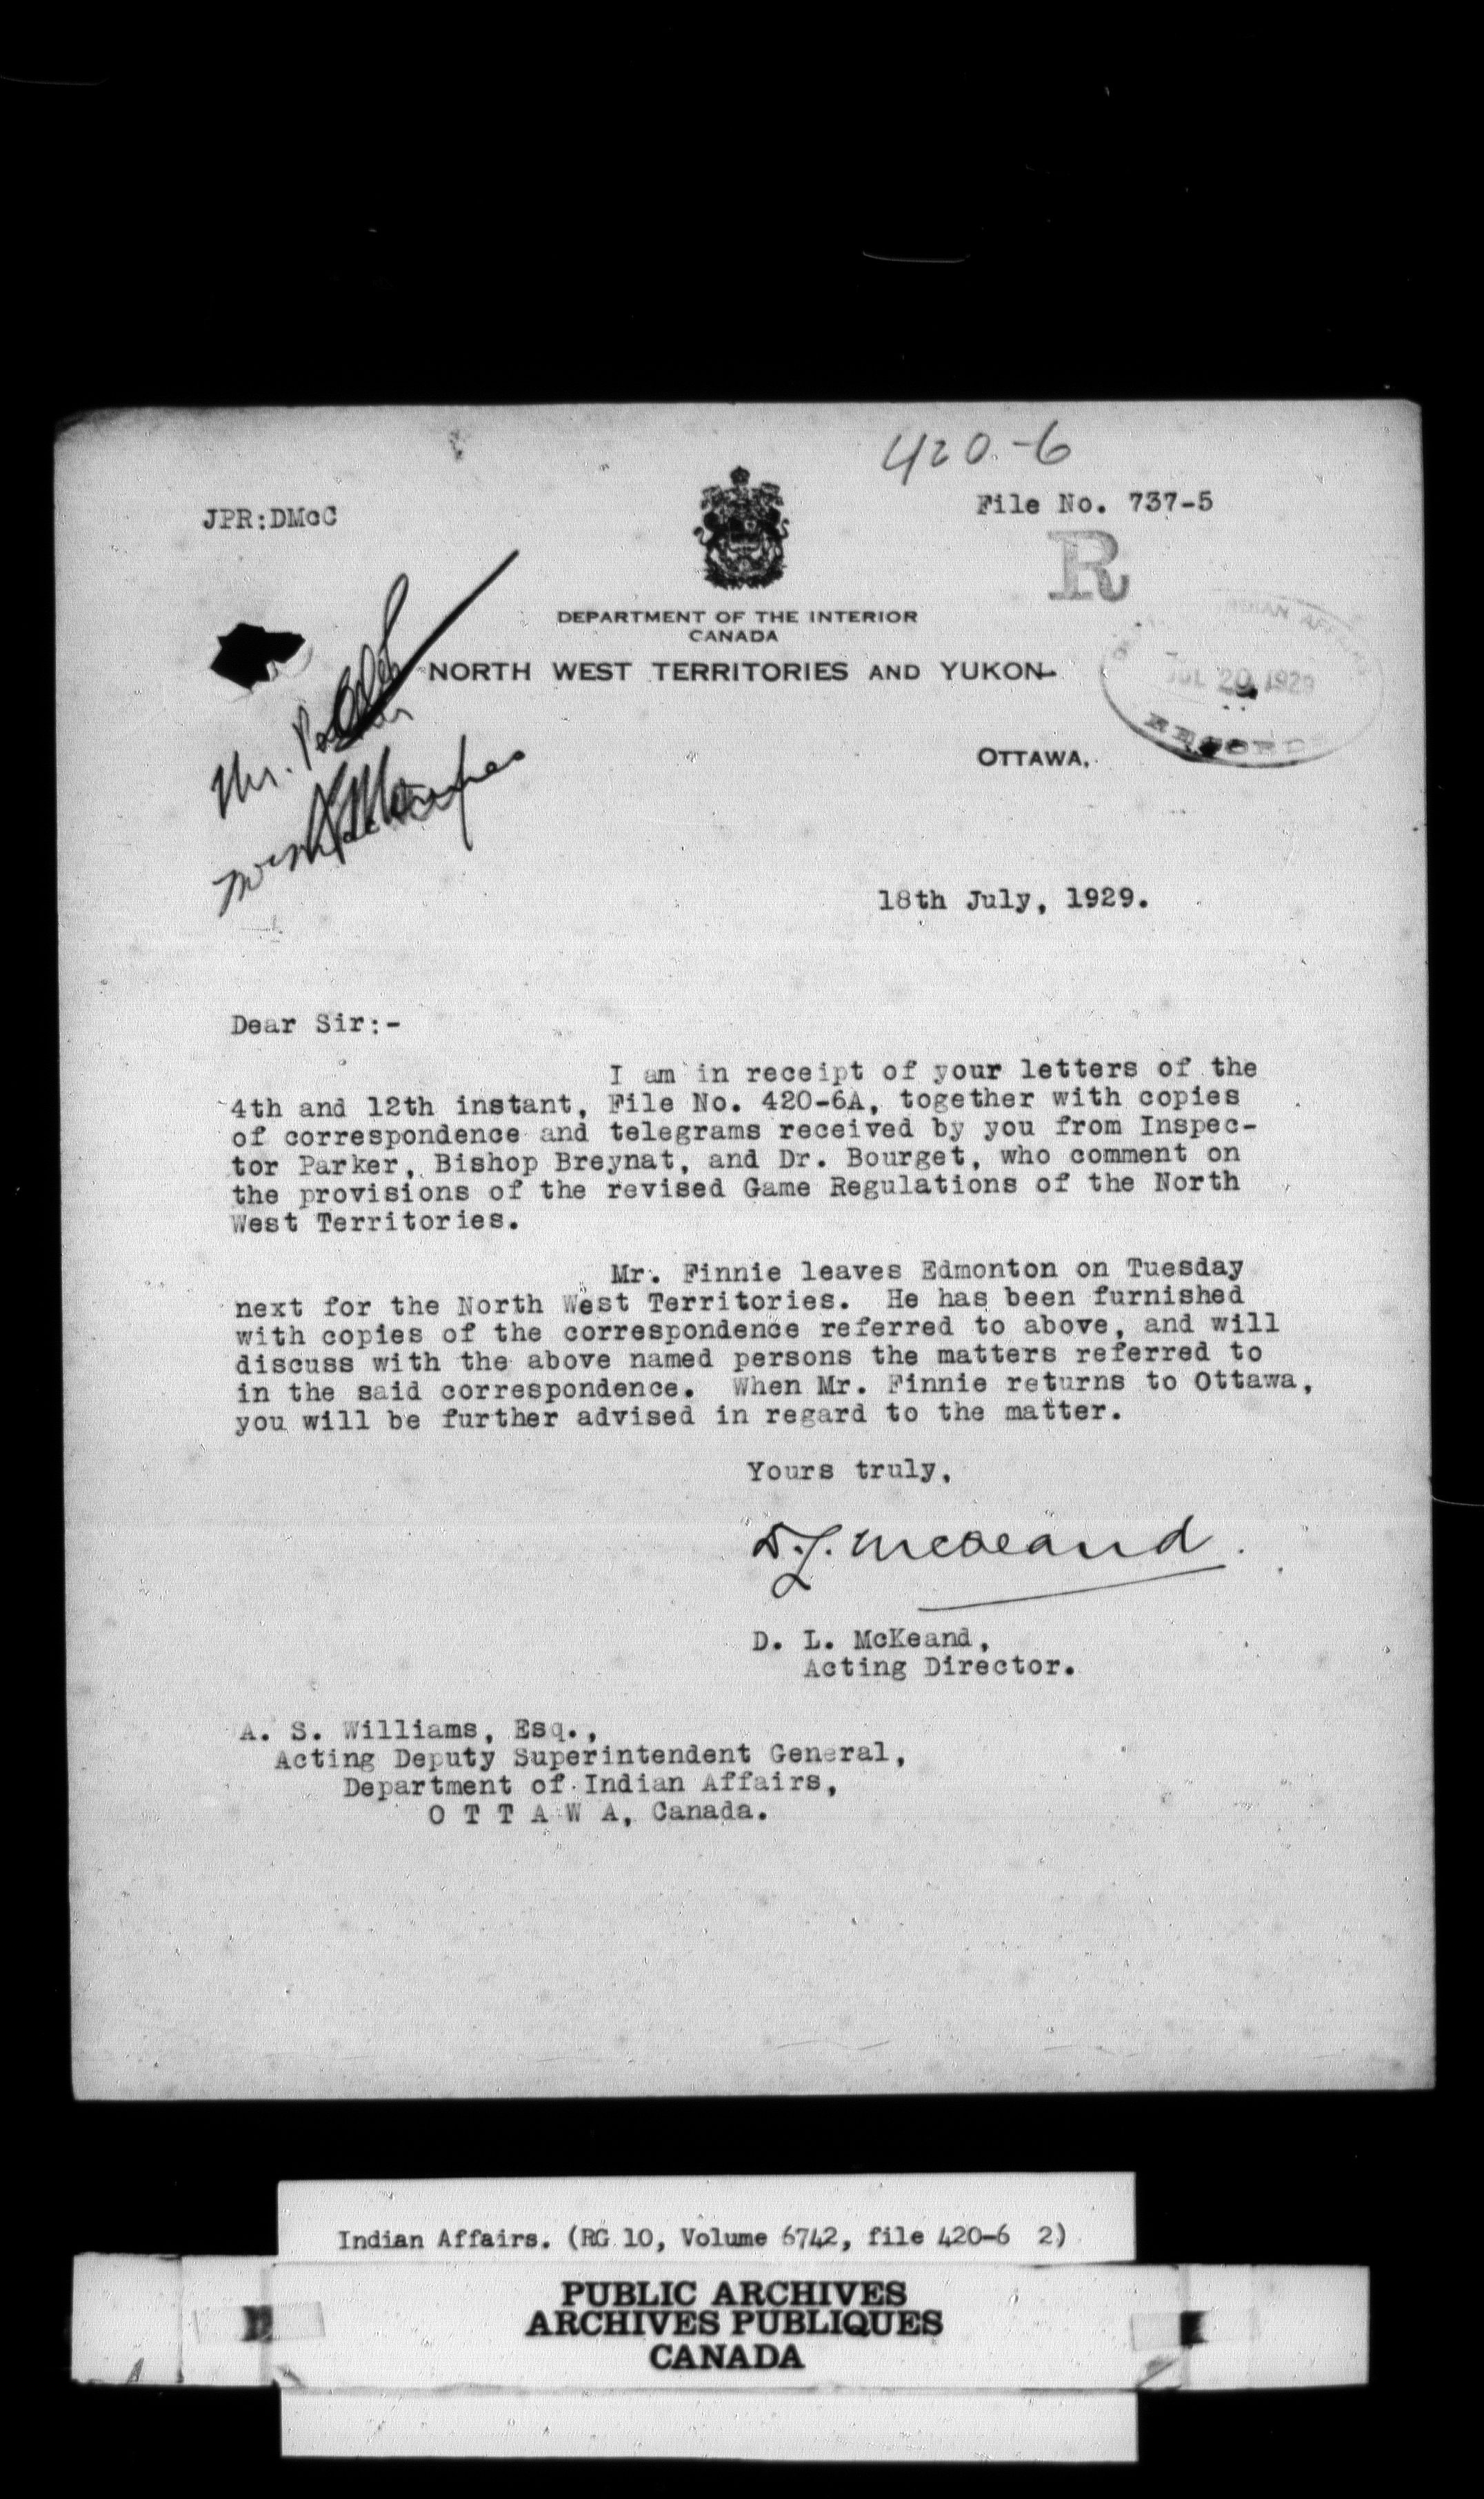 420-6
JPR:DMcC
File No. 737-5
R
DEPARTMENT OF THE INTERIOR
CANADA
NORTH WEST TERRITORIES AND YUKON
INDIAN AFFAIRS
JUL 20 1929
RECORDS
Mr.
OTTAWA,
18th July, 1929.
Dear Sir:-
I am in receipt of your letters of the
4th and 12th instant, File No. 420-6A, together with copies
of correspondence and telegrams received by you from Inspec-
tor Parker, Bishop Breynat, and Dr. Bourget, who comment on
the provisions of the revised Game Regulations of the North
West Territories.
Mr. Finnie leaves Edmonton on Tuesday
next for the North West Territories. He has been furnished
with copies of the correspondence referred to above, and will
discuss with the above named persons the matters referred to
in the said correspondence. When Mr. Finnie returns to Ottawa,
you will be further advised in regard to the matter.
Yours truly,
D. L. McKeand.
D. L. McKeand,
Acting Director.
A. S. Williams, Esq.,
Acting Deputy Superintendent General,
Department of Indian Affairs,
O T T A W A, Canada.
Indian Affairs. (RG 10, Volume 6742, file 420-6 2)
PUBLIC ARCHIVES
ARCHIVES PUBLIQUES
CANADA